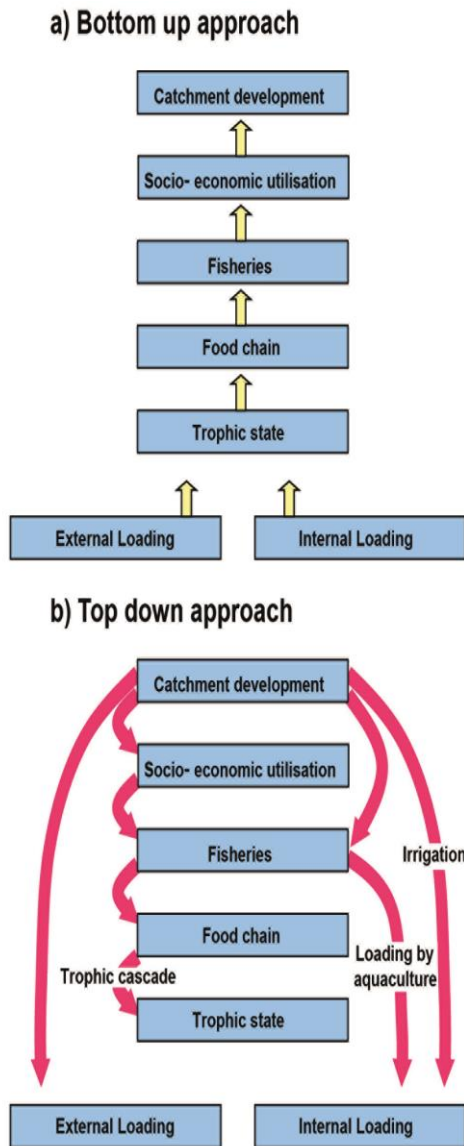 a) Bottom up approach
Catchment development
Socio- economic utilisation
Fisheries
Food chain
Trophic state
External Loading
Internal Loading
b) Top down approach
Catchment development
Socio- economic utilisation
Fisheries
Irrigation
Food chain
Loading by
aquaculture
Trophic cascade
Trophic state
External Loading
Internal Loading